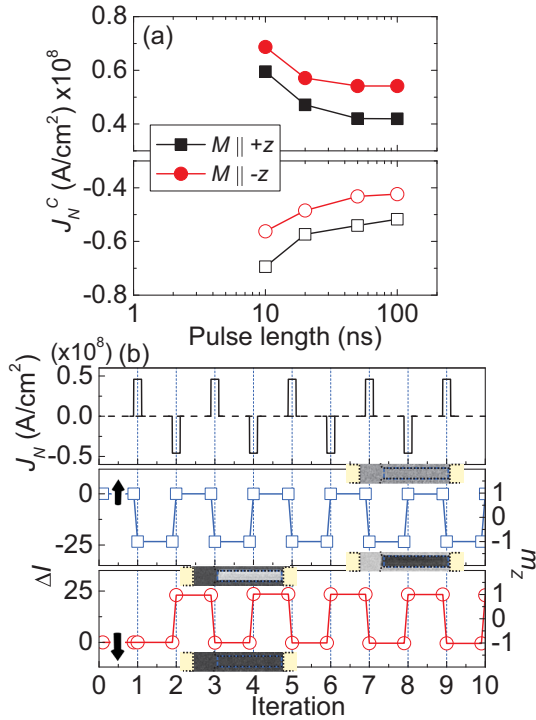 (a)
J_N^C (A/cm²) x10⁸
0.8
0.6
0.4
M || +z
M || -z
-0.4
-0.6
-0.8
1 10 100
Pulse length (ns)
(x10⁸) (b)
J_N (A/cm²)
0.5
0.0
-0.5
0
-25
1
0
-1
ΔI
m_z
25
0
1
0
-1
0 1 2 3 4 5 6 7 8 9 10
Iteration